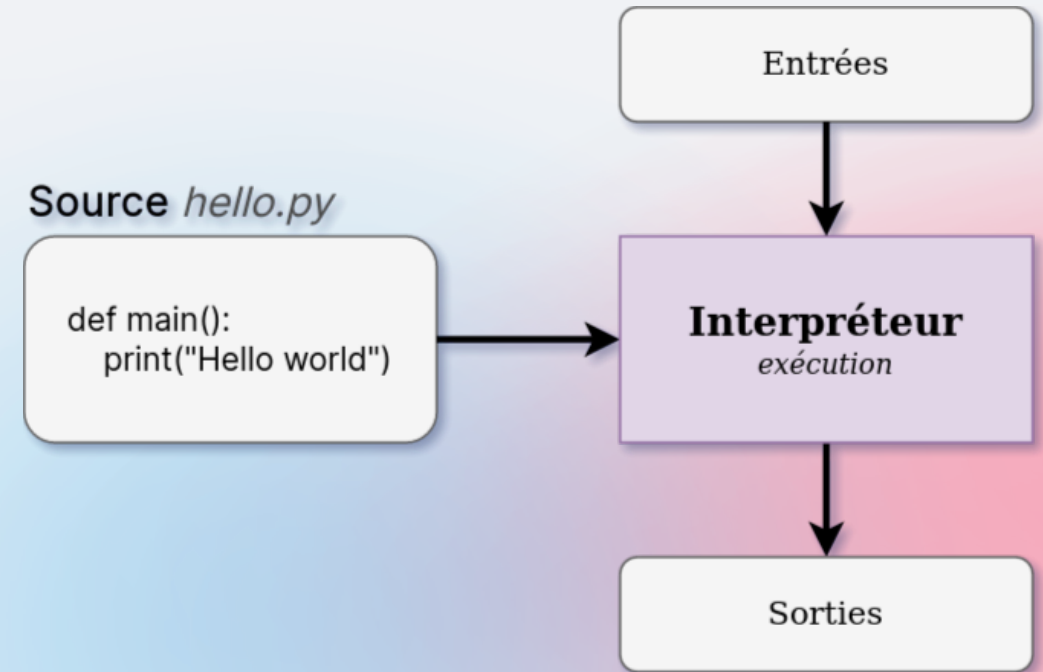 Entrées
Source hello.py
def main():
print("Hello world")
Interpréteur
exécution
Sorties